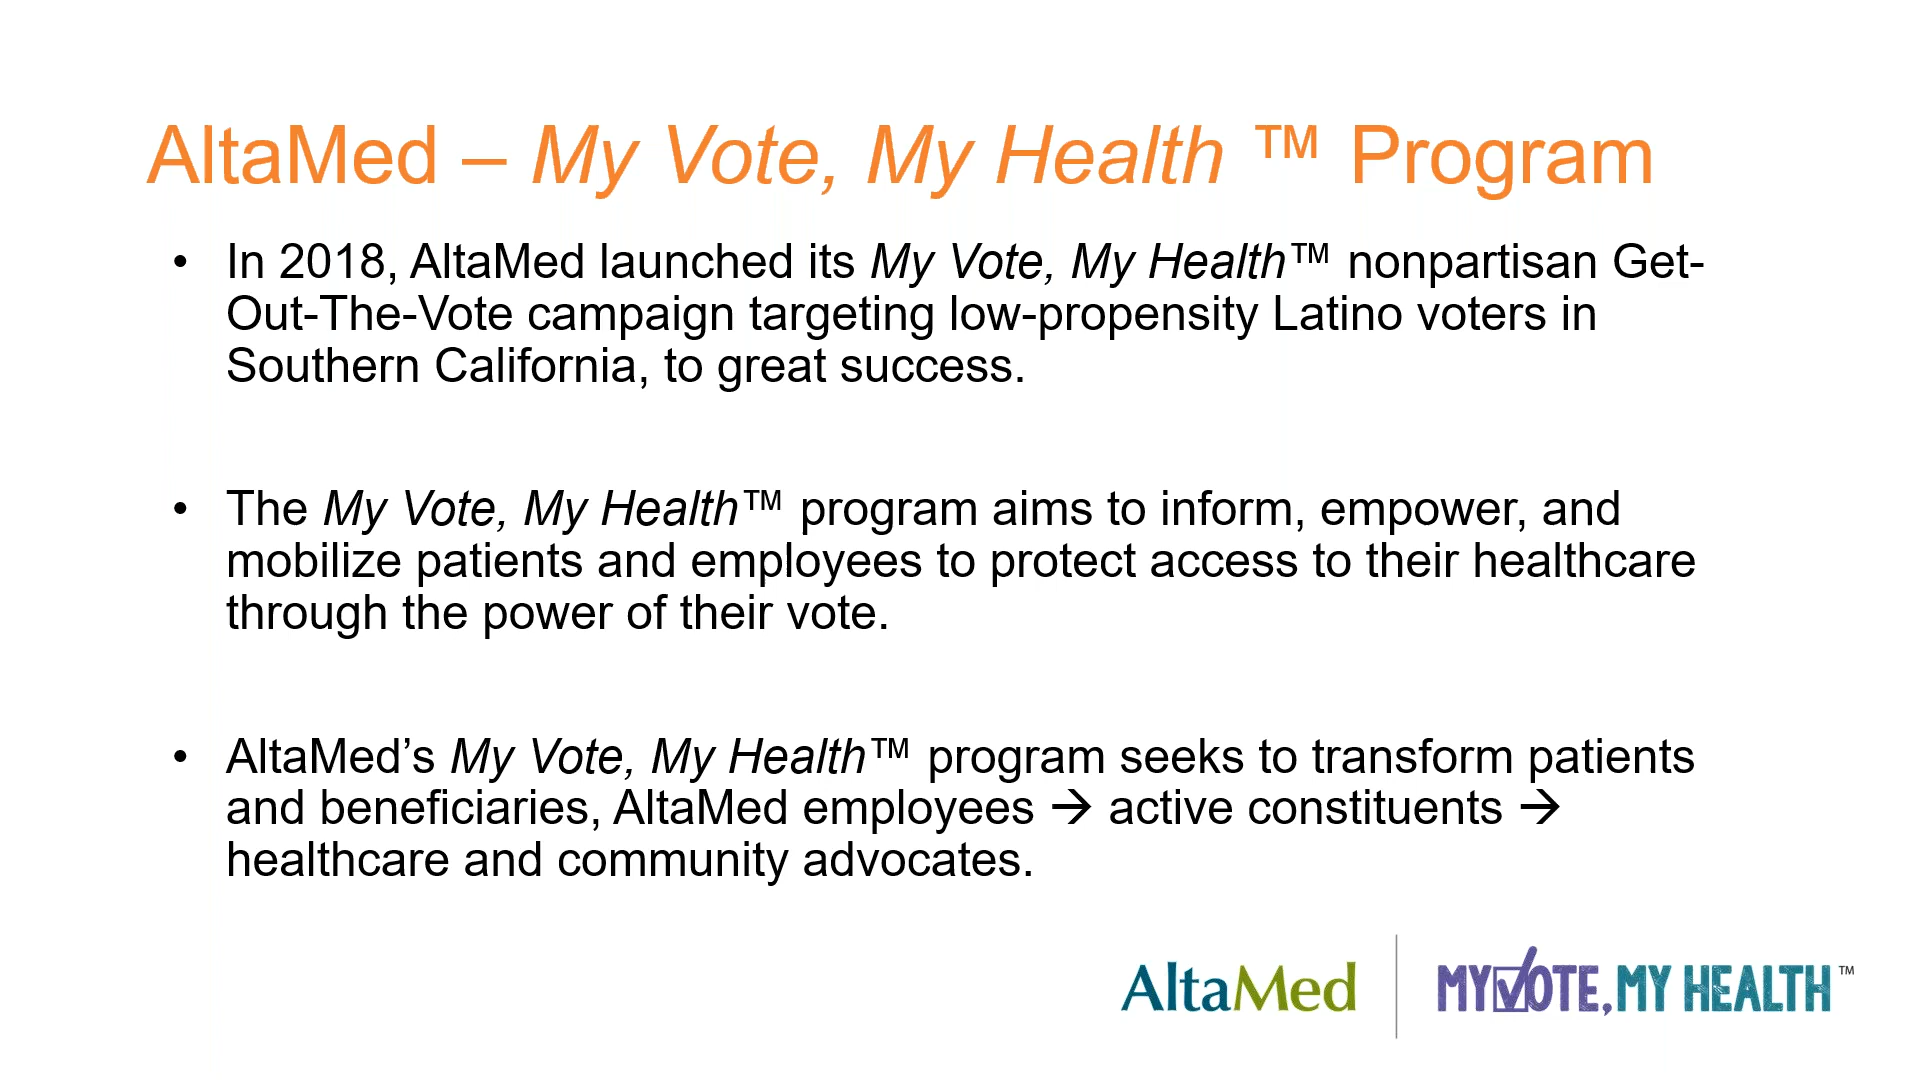 AltaMed – My Vote, My Health ™ Program
• In 2018, AltaMed launched its My Vote, My Health™ nonpartisan Get-
Out-The-Vote campaign targeting low-propensity Latino voters in
Southern California, to great success.
• The My Vote, My Health™ program aims to inform, empower, and
mobilize patients and employees to protect access to their healthcare
through the power of their vote.
• AltaMed’s My Vote, My Health™ program seeks to transform patients
and beneficiaries, AltaMed employees → active constituents →
healthcare and community advocates.
AltaMed
MY VOTE, MY HEALTH™